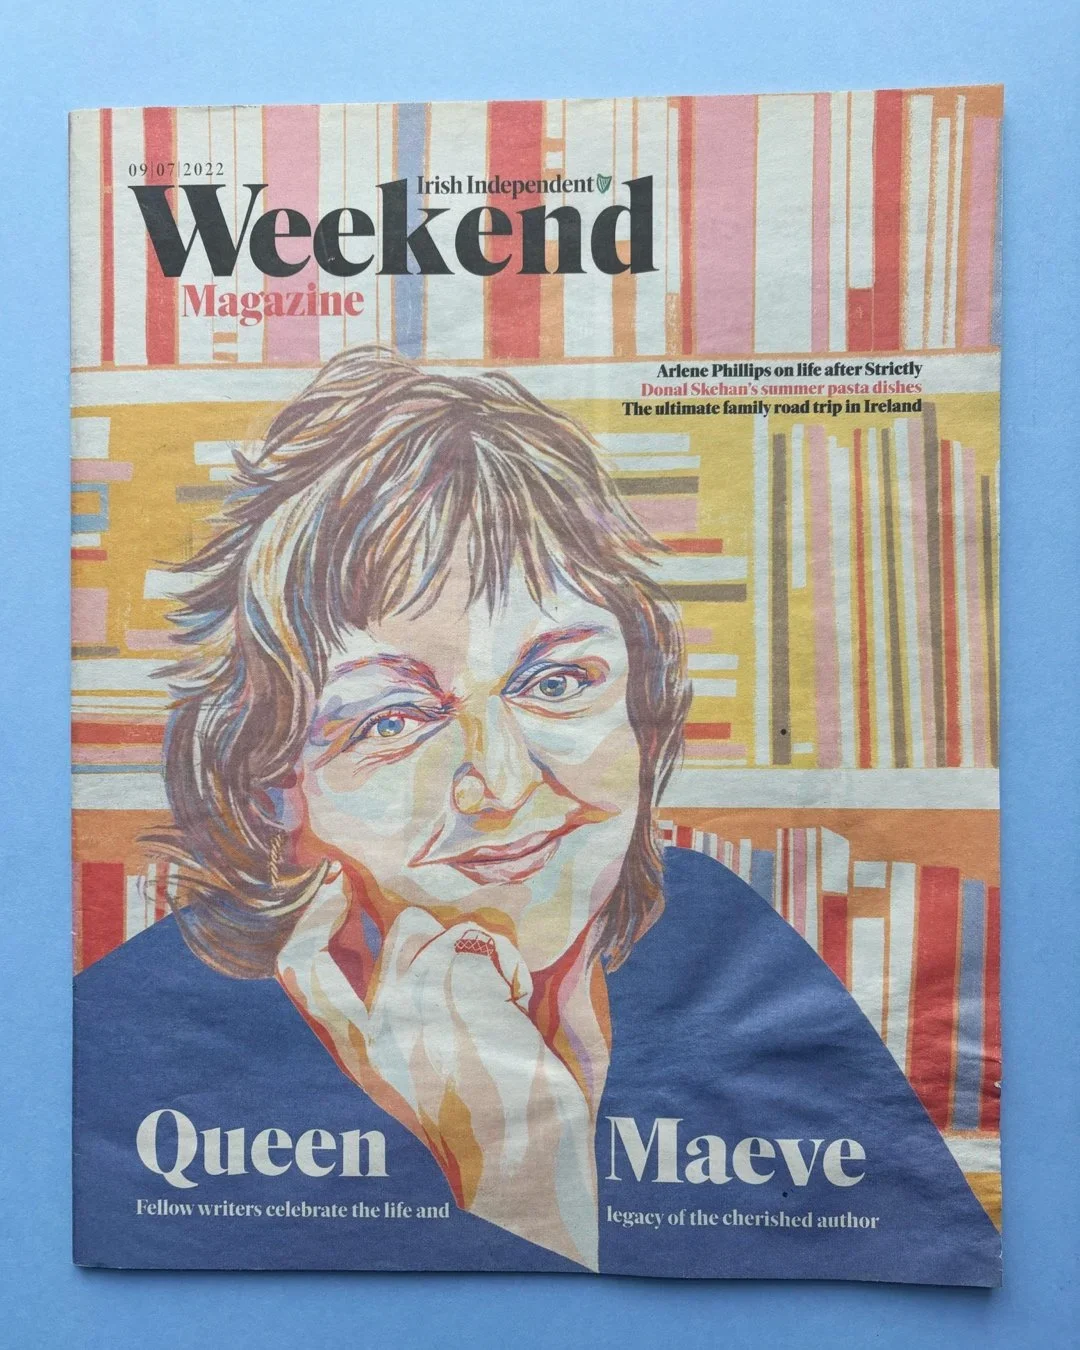 09|07|2022
Irish Independent
Weekend
Magazine
Arlene Phillips on life after Strictly
Donal Skehan's summer pasta dishes
The ultimate family road trip in Ireland
Queen Maeve
Fellow writers celebrate the life and legacy of the cherished author